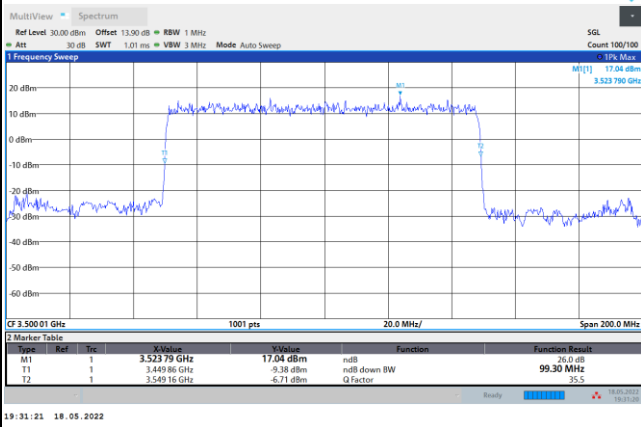 MultiView Spectrum
Ref Level 30.00 dBm Offset 13.90 dB RBW 1 MHz SGL
Att 30 dB SWT 1.01 ms VBW 3 MHz Mode Auto Sweep Count 100/100
1 Frequency Sweep 1Pk Max
M1[1] 17.04 dBm
3.523 790 GHz
20 dBm
M1
10 dBm
0 dBm
T1 T2
-10 dBm
-20 dBm
-30 dBm
-40 dBm
-50 dBm
-60 dBm
CF 3.500 01 GHz 1001 pts 20.0 MHz/ Span 200.0 MHz
2 Marker Table
Type Ref Trc X-Value Y-Value Function Function Result
M1 1 3.523 79 GHz 17.04 dBm ndB 26.0 dB
T1 1 3.449 86 GHz -9.38 dBm ndB down BW 99.30 MHz
T2 1 3.549 16 GHz -6.71 dBm Q Factor 35.5
Ready 18.05.2022
19:31:20
19:31:21 18.05.2022